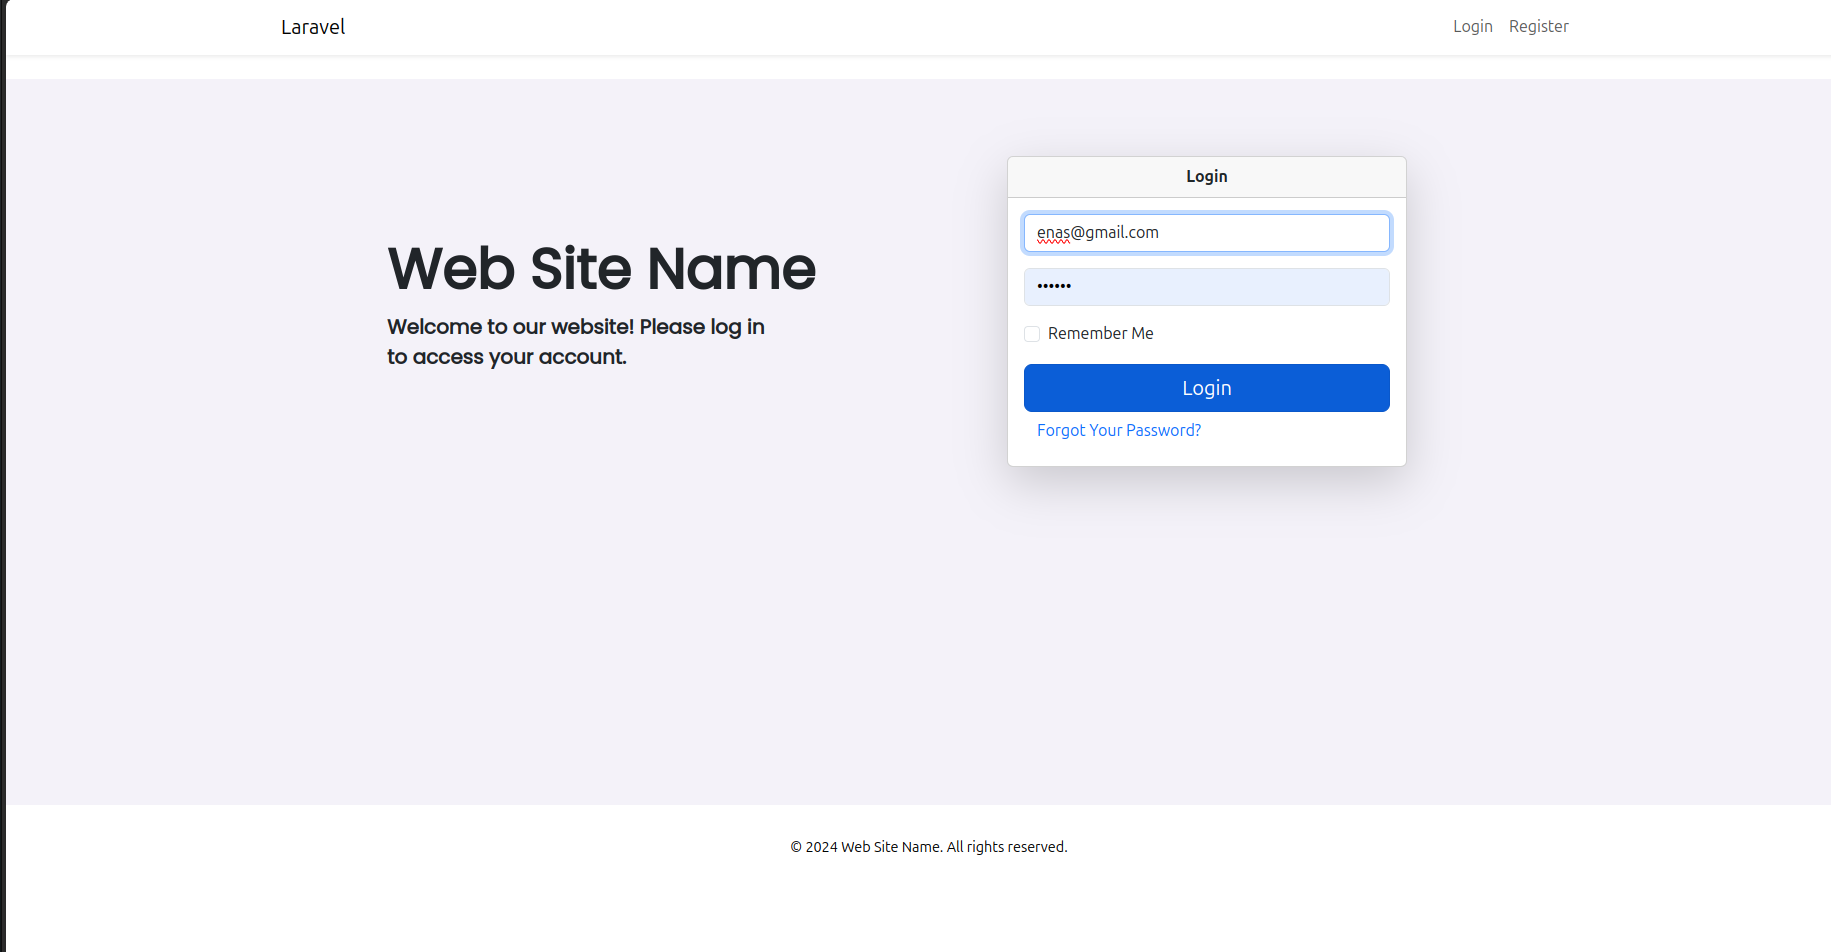 Laravel
Login
Register
Web Site Name
Welcome to our website! Please log in
to access your account.
Login
enas@gmail.com
••••••
Remember Me
Login
Forgot Your Password?
© 2024 Web Site Name. All rights reserved.